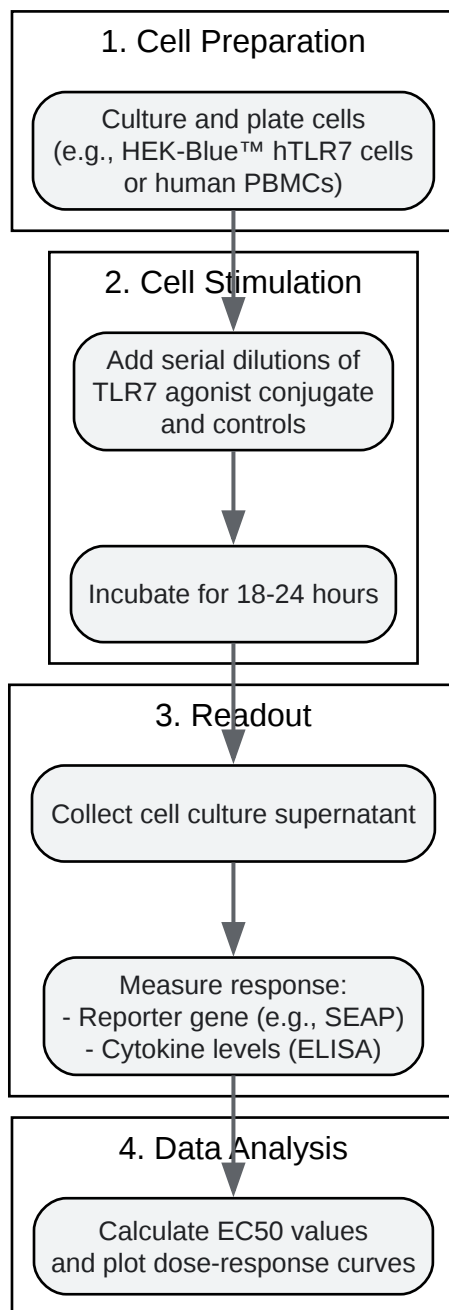 1. Cell Preparation
Culture and plate cells
(e.g., HEK-Blue™ hTLR7 cells
or human PBMCs)
2. Cell Stimulation
Add serial dilutions of
TLR7 agonist conjugate
and controls
Incubate for 18-24 hours
3. Readout
Collect cell culture supernatant
Measure response:
- Reporter gene (e.g., SEAP)
- Cytokine levels (ELISA)
4. Data Analysis
Calculate EC50 values
and plot dose-response curves